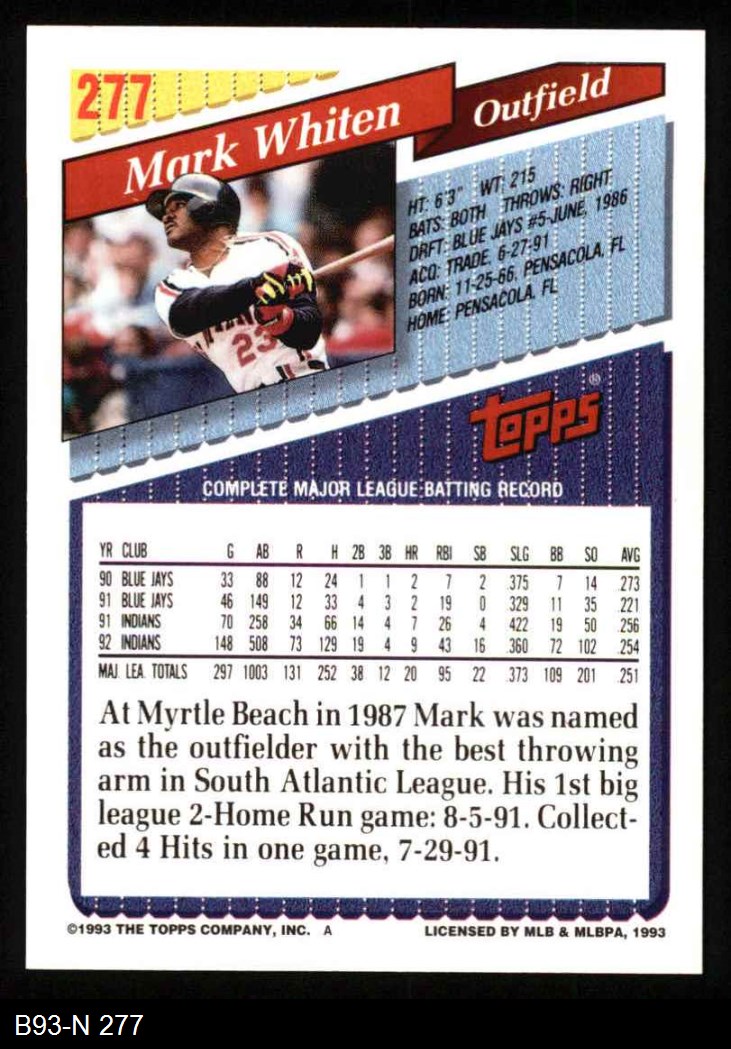 277
Mark Whiten
Outfield
HT: 6'3" WT: 215
BATS: BOTH THROWS: RIGHT
DRFT: BLUE JAYS #5-JUNE, 1986
ACQ: TRADE, 6-27-91
BORN: 11-25-66, PENSACOLA, FL
HOME: PENSACOLA, FL
23
topps®
COMPLETE MAJOR LEAGUE BATTING RECORD
YR CLUB G AB R H 2B 3B HR RBI SB SLG BB SO AVG
90 BLUE JAYS 33 88 12 24 1 1 2 7 2 .375 7 14 .273
91 BLUE JAYS 46 149 12 33 4 3 2 19 0 .329 11 35 .221
91 INDIANS 70 258 34 66 14 4 7 26 4 .422 19 50 .256
92 INDIANS 148 508 73 129 19 4 9 43 16 .360 72 102 .254
MAJ. LEA. TOTALS 297 1003 131 252 38 12 20 95 22 .373 109 201 .251
At Myrtle Beach in 1987 Mark was named
as the outfielder with the best throwing
arm in South Atlantic League. His 1st big
league 2-Home Run game: 8-5-91. Collect-
ed 4 Hits in one game, 7-29-91.
©1993 THE TOPPS COMPANY, INC. A
LICENSED BY MLB & MLBPA, 1993
B93-N 277